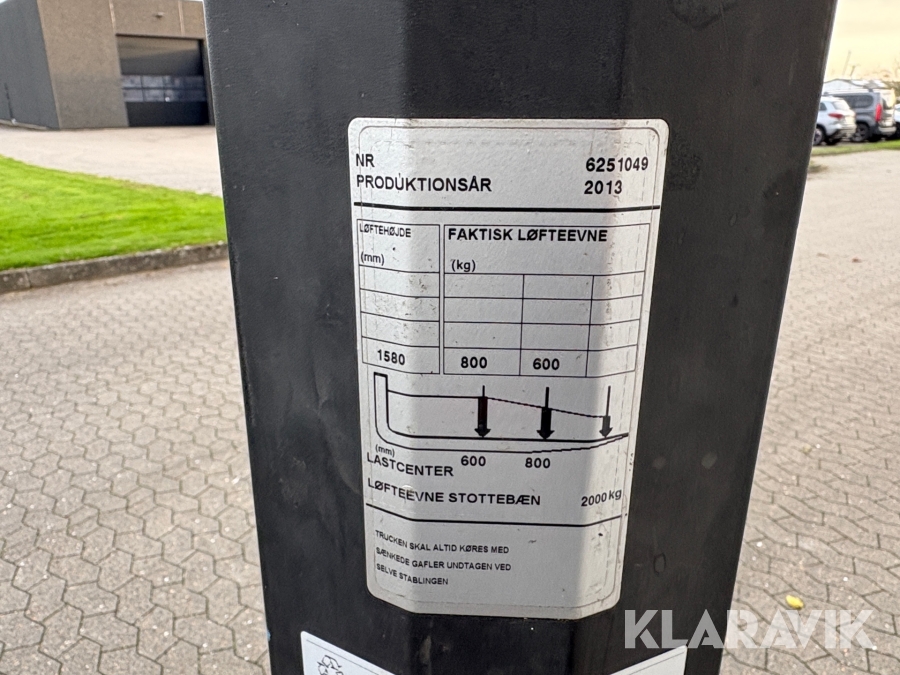 NR 6251049
PRODUKTIONSÅR 2013
LØFTEHØJDE FAKTISK LØFTEEVNE
(mm) (kg)
1580 800 600
(mm) 600 800
LASTCENTER
LØFTEEVNE STOTTEBÆN 2000 kg
TRUCKEN SKAL ALTID KØRES MED
SÆNKEDE GAFLER UNDTAGEN VED
SELVE STABLINGEN
KLARAVIK